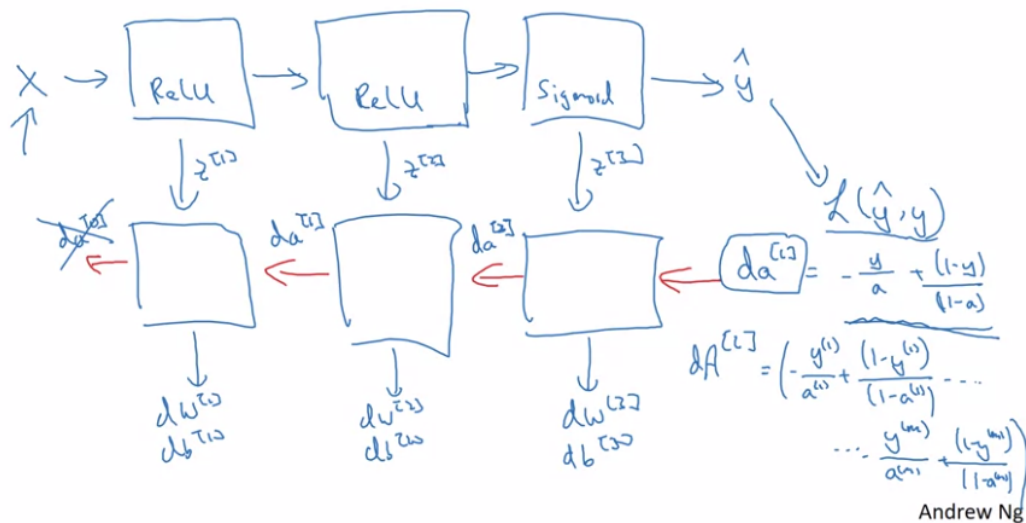 X → ReLU → ReLU → Sigmoid → ŷ
z^[1] z^[2] z^[3]
L(ŷ, y)
da^[0] da^[1] da^[2] da^[L] = - y/a + (1-y)/(1-a)
dA^[L] = (- y^(1)/a^(1) + (1-y^(1))/(1-a^(1)) ....
... y^(m)/a^(m) + (1-y^(m))/(1-a^(m)))
dw^[1] dw^[2] dw^[3]
db^[1] db^[2] db^[3]
Andrew Ng